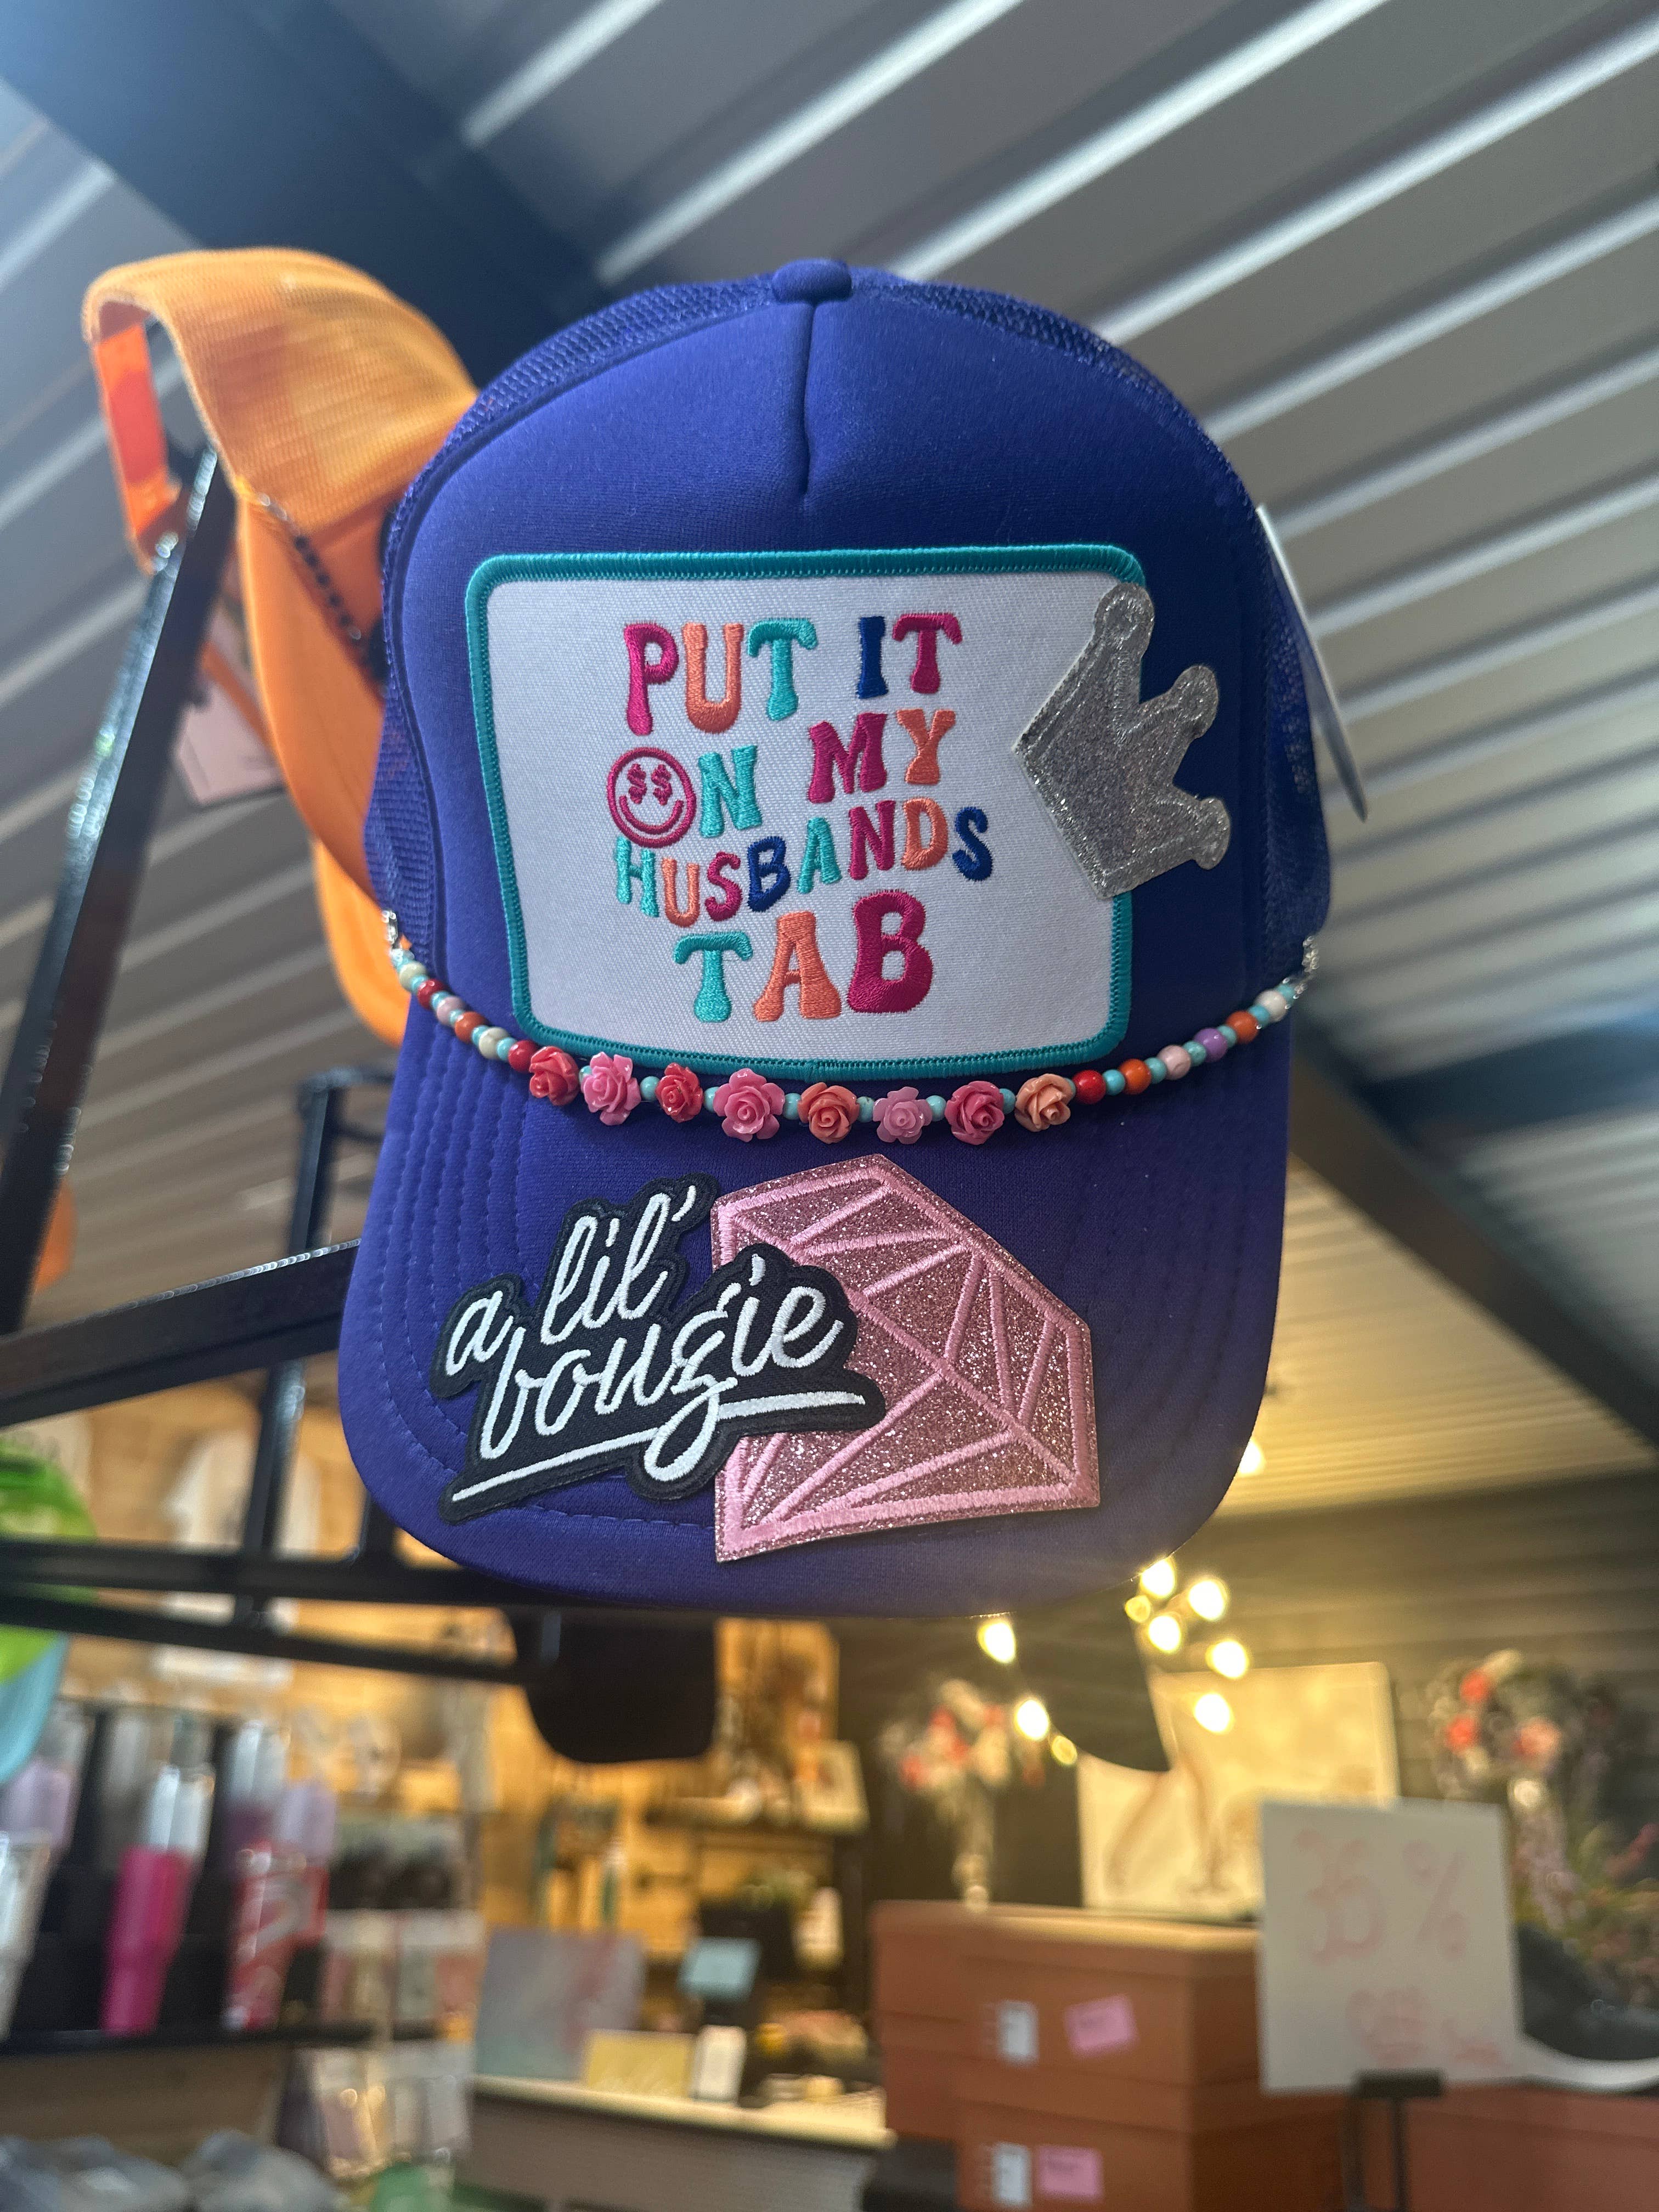 PUT IT
ON MY
HUSBANDS
TAB
a lil'
bougie